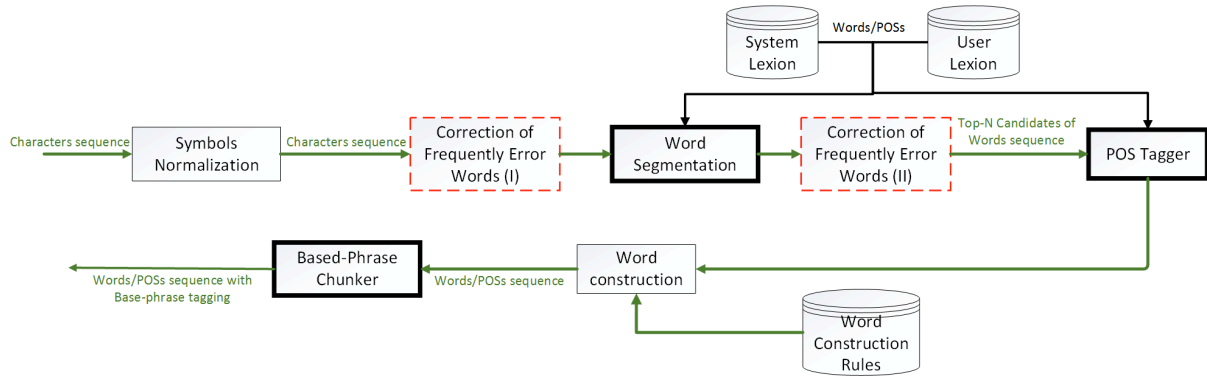 System
Lexion
Words/POSs
User
Lexion
Characters sequence
Symbols
Normalization
Characters sequence
Correction of
Frequently Error
Words (I)
Word
Segmentation
Correction of
Frequently Error
Words (II)
Top-N Candidates of
Words sequence
POS Tagger
Words/POSs sequence with
Base-phrase tagging
Based-Phrase
Chunker
Words/POSs sequence
Word
construction
Word
Construction
Rules